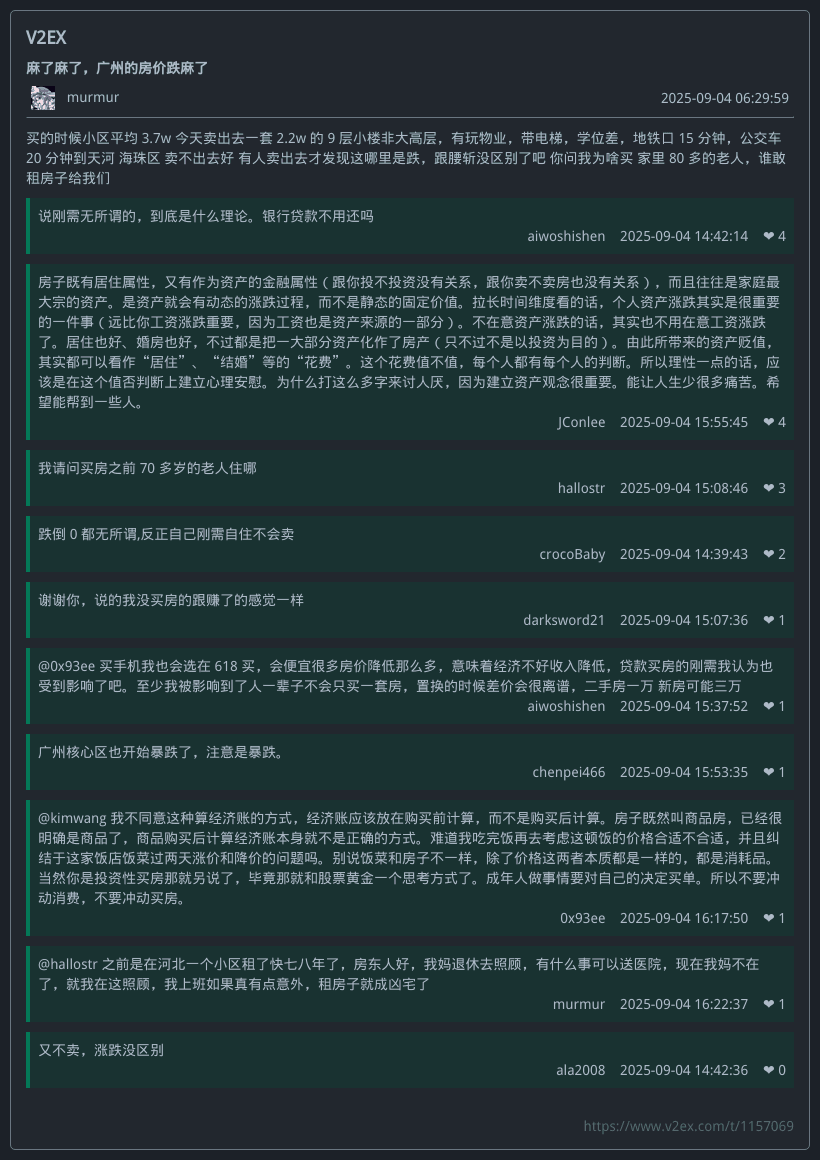 V2EX
麻了麻了，广州的房价跌麻了
murmur 2025-09-04 06:29:59
买的时候小区平均 3.7w 今天卖出去一套 2.2w 的 9 层小楼非大高层，有玩物业，带电梯，学位差，地铁口 15 分钟，公交车
20 分钟到天河 海珠区 卖不出去好 有人卖出去才发现这哪里是跌，跟腰斩没区别了吧 你问我为啥买 家里 80 多的老人，谁敢
租房子给我们
说刚需无所谓的，到底是什么理论。银行贷款不用还吗
aiwoshishen 2025-09-04 14:42:14 ❤ 4
房子既有居住属性，又有作为资产的金融属性（跟你投不投资没有关系，跟你卖不卖房也没有关系），而且往往是家庭最
大宗的资产。是资产就会有动态的涨跌过程，而不是静态的固定价值。拉长时间维度看的话，个人资产涨跌其实是很重要
的一件事（远比你工资涨跌重要，因为工资也是资产来源的一部分）。不在意资产涨跌的话，其实也不用在意工资涨跌
了。居住也好、婚房也好，不过都是把一大部分资产化作了房产（只不过不是以投资为目的）。由此所带来的资产贬值，
其实都可以看作“居住”、“结婚”等的“花费”。这个花费值不值，每个人都有每个人的判断。所以理性一点的话，应
该是在这个值否判断上建立心理安慰。为什么打这么多字来讨人厌，因为建立资产观念很重要。能让人生少很多痛苦。希
望能帮到一些人。
JConlee 2025-09-04 15:55:45 ❤ 4
我请问买房之前 70 多岁的老人住哪
hallostr 2025-09-04 15:08:46 ❤ 3
跌倒 0 都无所谓,反正自己刚需自住不会卖
crocoBaby 2025-09-04 14:39:43 ❤ 2
谢谢你，说的我没买房的跟赚了的感觉一样
darksword21 2025-09-04 15:07:36 ❤ 1
@0x93ee 买手机我也会选在 618 买，会便宜很多房价降低那么多，意味着经济不好收入降低，贷款买房的刚需我认为也
受到影响了吧。至少我被影响到了人一辈子不会只买一套房，置换的时候差价会很离谱，二手房一万 新房可能三万
aiwoshishen 2025-09-04 15:37:52 ❤ 1
广州核心区也开始暴跌了，注意是暴跌。
chenpei466 2025-09-04 15:53:35 ❤ 1
@kimwang 我不同意这种算经济账的方式，经济账应该放在购买前计算，而不是购买后计算。房子既然叫商品房，已经很
明确是商品了，商品购买后计算经济账本身就不是正确的方式。难道我吃完饭再去考虑这顿饭的价格合适不合适，并且纠
结于这家饭店饭菜过两天涨价和降价的问题吗。别说饭菜和房子不一样，除了价格这两者本质都是一样的，都是消耗品。
当然你是投资性买房那就另说了，毕竟那就和股票黄金一个思考方式了。成年人做事情要对自己的决定买单。所以不要冲
动消费，不要冲动买房。
0x93ee 2025-09-04 16:17:50 ❤ 1
@hallostr 之前是在河北一个小区租了快七八年了，房东人好，我妈退休去照顾，有什么事可以送医院，现在我妈不在
了，就我在这照顾，我上班如果真有点意外，租房子就成凶宅了
murmur 2025-09-04 16:22:37 ❤ 1
又不卖，涨跌没区别
ala2008 2025-09-04 14:42:36 ❤ 0
https://www.v2ex.com/t/1157069